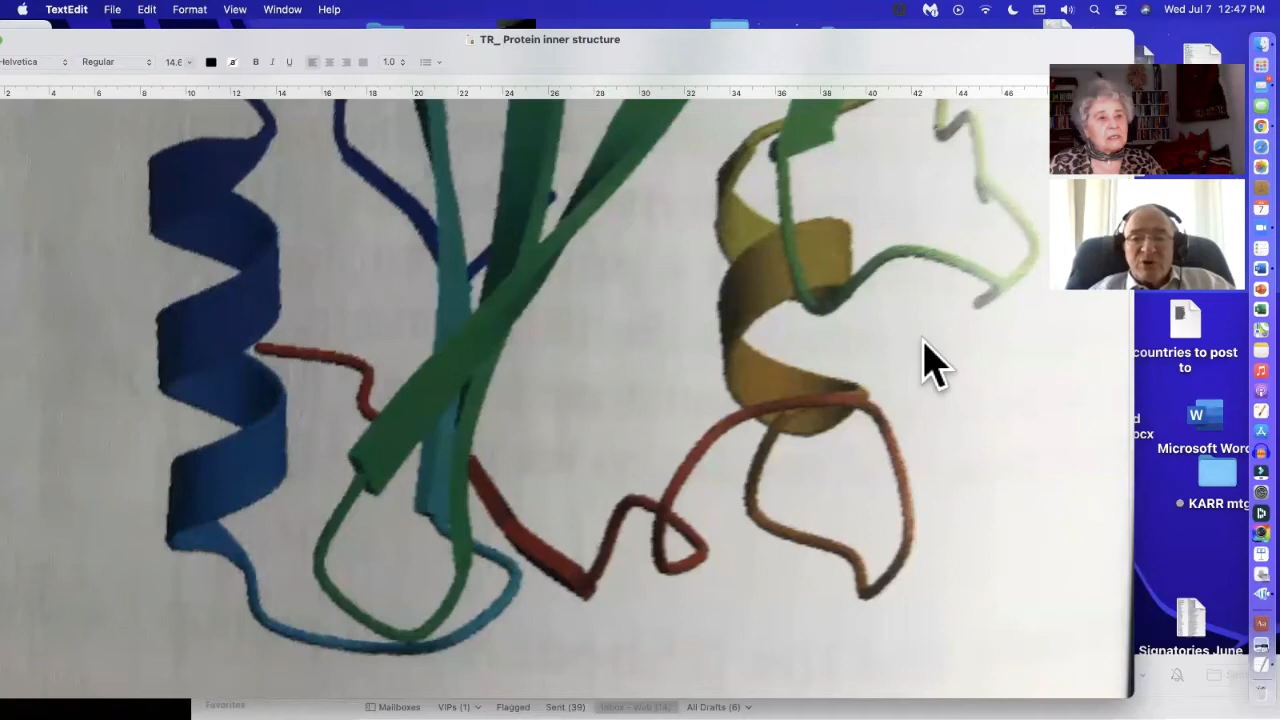 TextEdit File Edit Format View Window Help Wed Jul 7 12:47 PM
TR_ Protein inner structure
Helvetica Regular 14.6 B I U 1.0
2 4 6 8 10 12 14 16 18 20 22 24 26 28 30 32 34 36 38 40 42 44 46
countries to post
to
W
Microsoft Word
KARR mtg
Signatories June
Favorites Mailboxes VIPs (1) Flagged Sent (39) All Drafts (6)